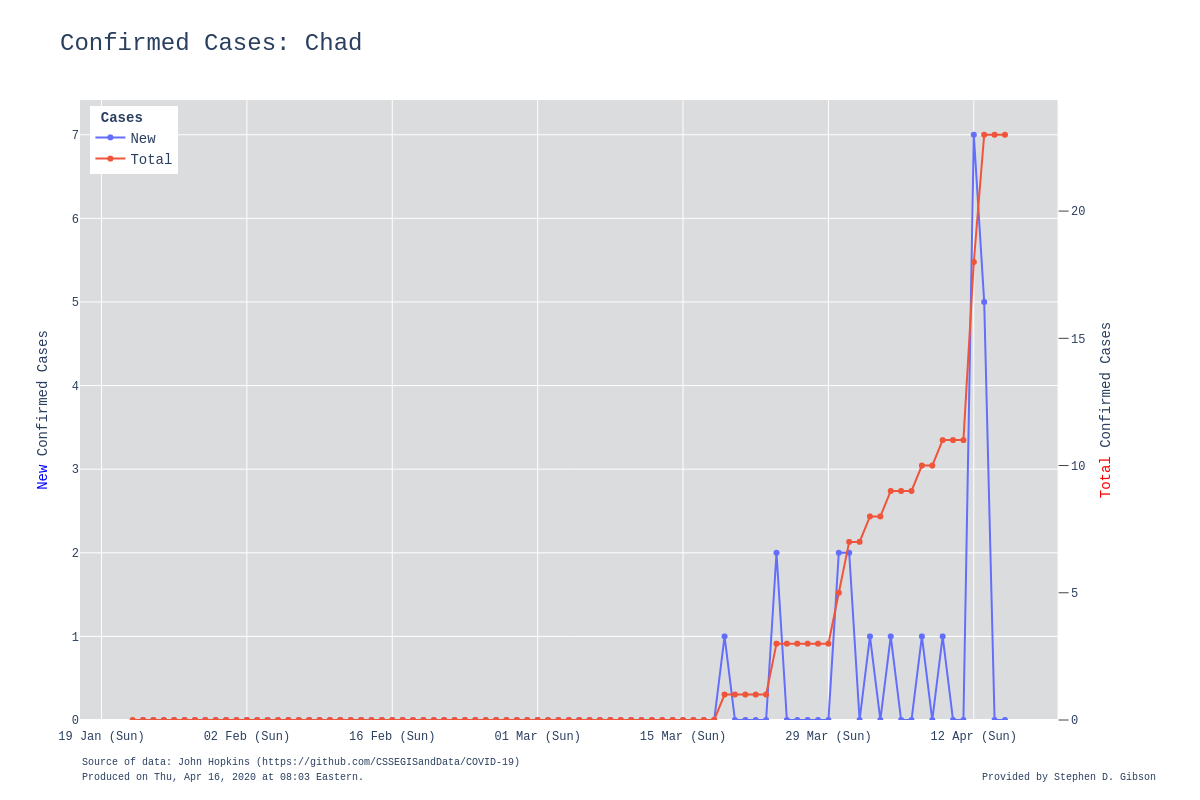 Confirmed Cases: Chad
Cases
New
Total
7
6
5
4
3
2
1
0
New Confirmed Cases
20
15
10
5
0
Total Confirmed Cases
19 Jan (Sun) 02 Feb (Sun) 16 Feb (Sun) 01 Mar (Sun) 15 Mar (Sun) 29 Mar (Sun) 12 Apr (Sun)
Source of data: John Hopkins (https://github.com/CSSEGISandData/COVID-19)
Produced on Thu, Apr 16, 2020 at 08:03 Eastern.
Provided by Stephen D. Gibson